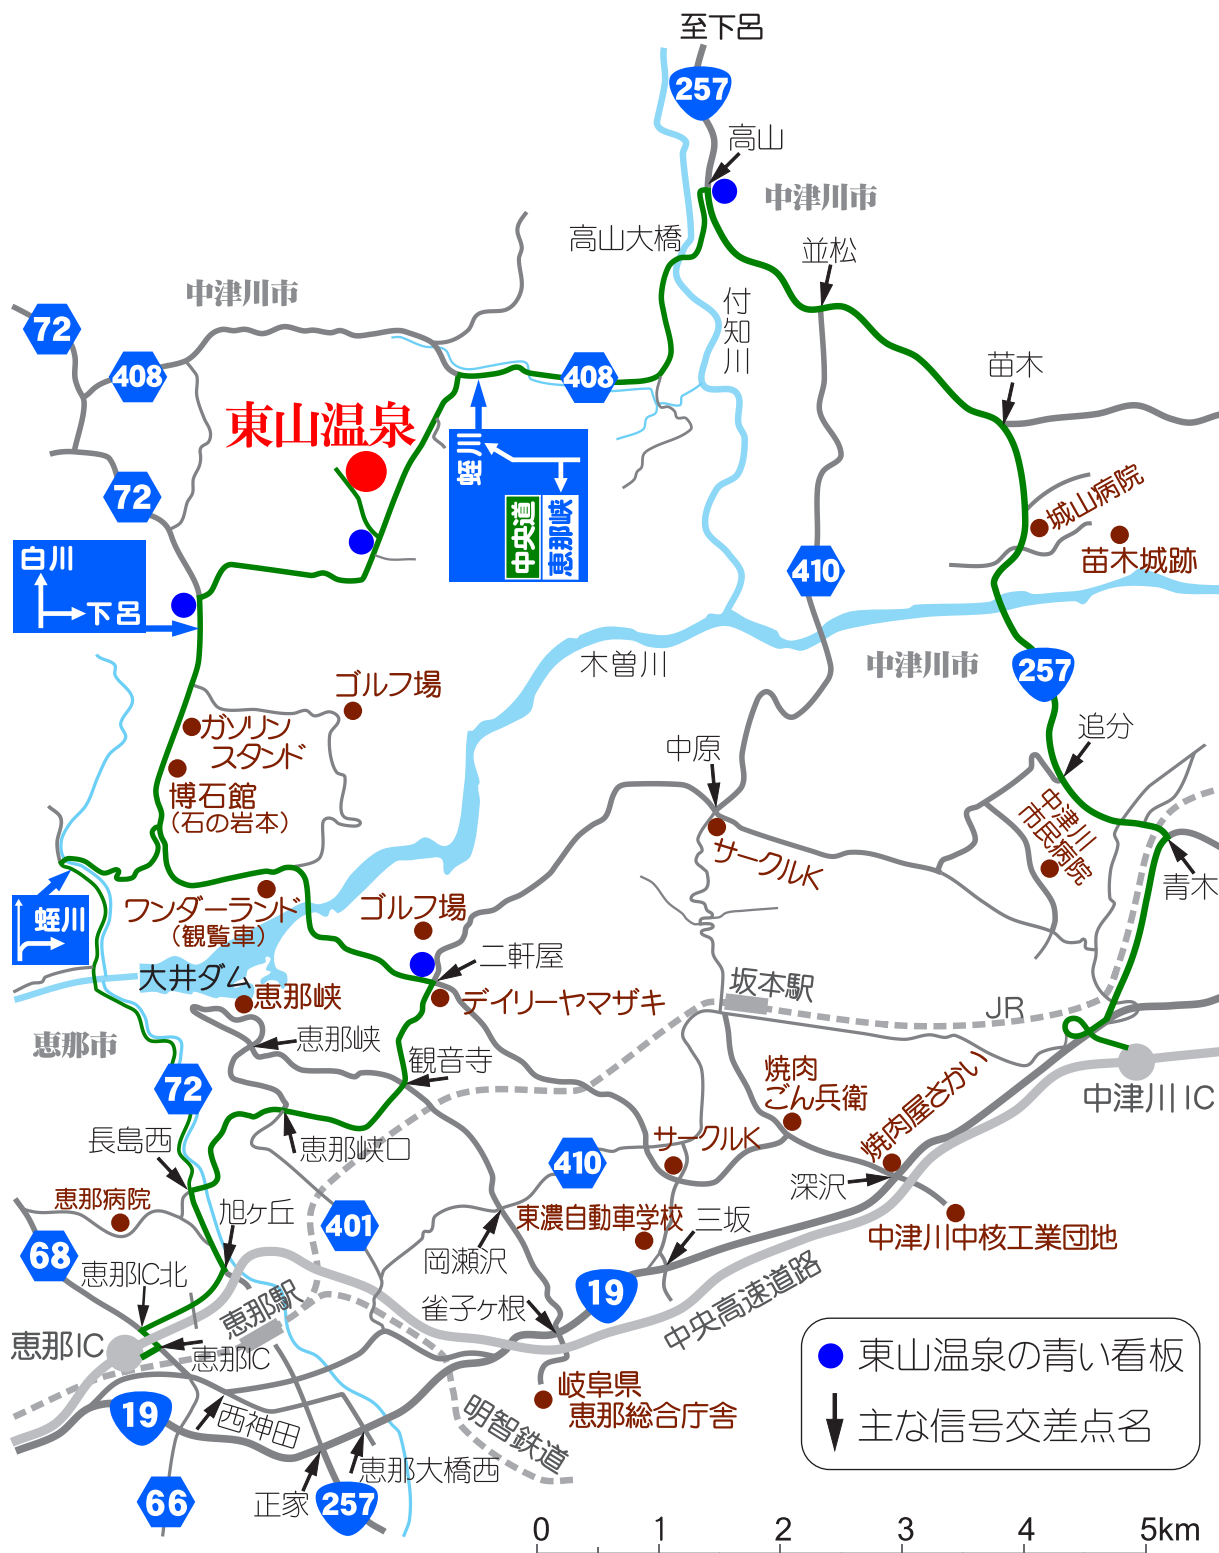 至下呂
257
高山
中津川市
高山大橋
並松
中津川市
付知川
72
408
408
苗木
東山温泉
蛭川
中央道
恵那峡
72
城山病院
苗木城跡
白川
下呂
410
木曽川
中津川市
257
ゴルフ場
追分
ガソリン
スタンド
中原
博石館
(石の岩本)
中津川
市民病院
サークルK
青木
ワンダーランド
(観覧車)
ゴルフ場
蛭川
二軒屋
大井ダム
坂本駅
恵那峡
デイリーヤマザキ
JR
恵那市
恵那峡
観音寺
焼肉
ごん兵衛
焼肉屋さかい
72
中津川IC
長島西
恵那峡口
サークルK
410
深沢
恵那病院
旭ヶ丘
401
東濃自動車学校
三坂
中津川中核工業団地
68
岡瀬沢
恵那IC北
19
中央高速道路
恵那駅
雀子ヶ根
恵那IC
恵那IC
東山温泉の青い看板
岐阜県
恵那総合庁舎
19
西神田
明智鉄道
主な信号交差点名
恵那大橋西
66
正家
257
0 1 2 3 4 5km